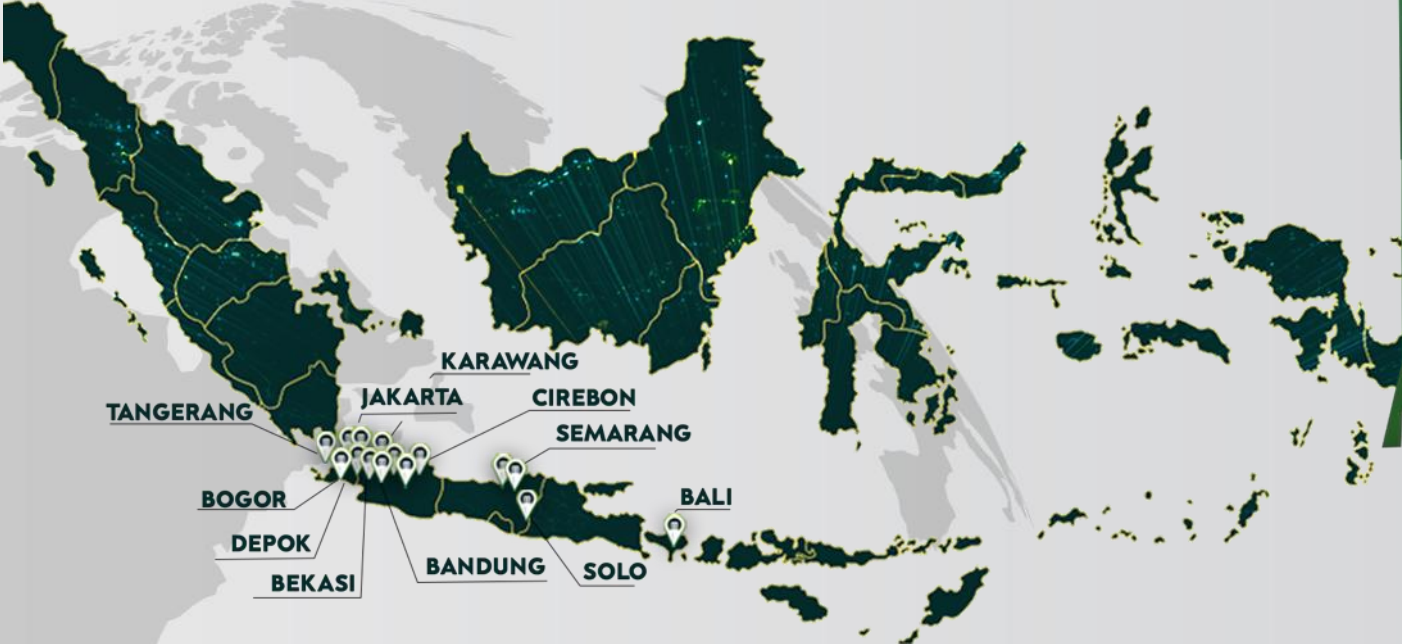 KARAWANG
JAKARTA
CIREBON
TANGERANG
SEMARANG
BOGOR
BALI
DEPOK
BANDUNG
SOLO
BEKASI